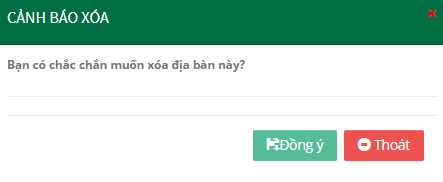 CẢNH BÁO XÓA
Bạn có chắc chắn muốn xóa địa bàn này?
Đồng ý
Thoát